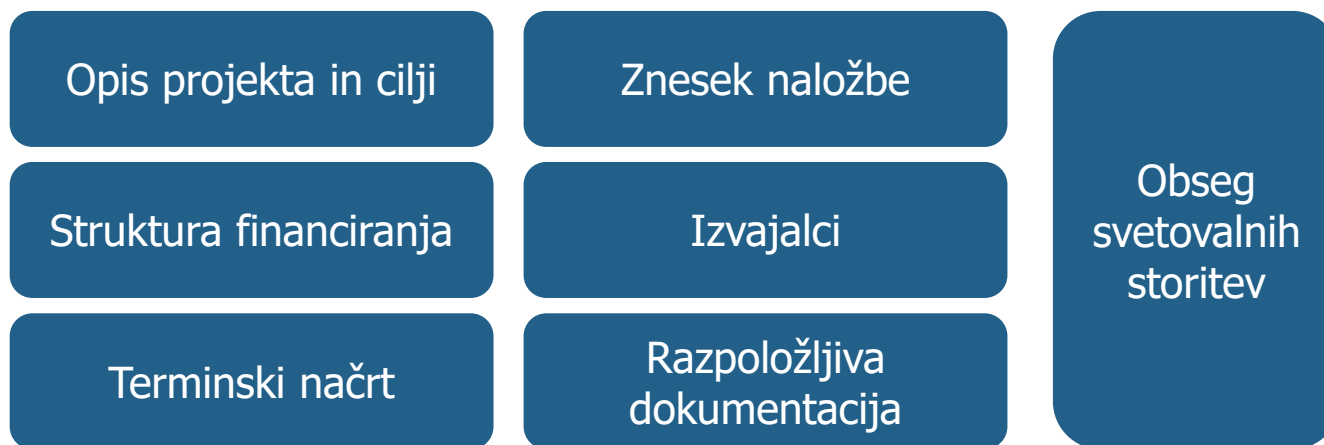 Opis projekta in cilji
Znesek naložbe
Struktura financiranja
Izvajalci
Terminski načrt
Razpoložljiva
dokumentacija
Obseg
svetovalnih
storitev